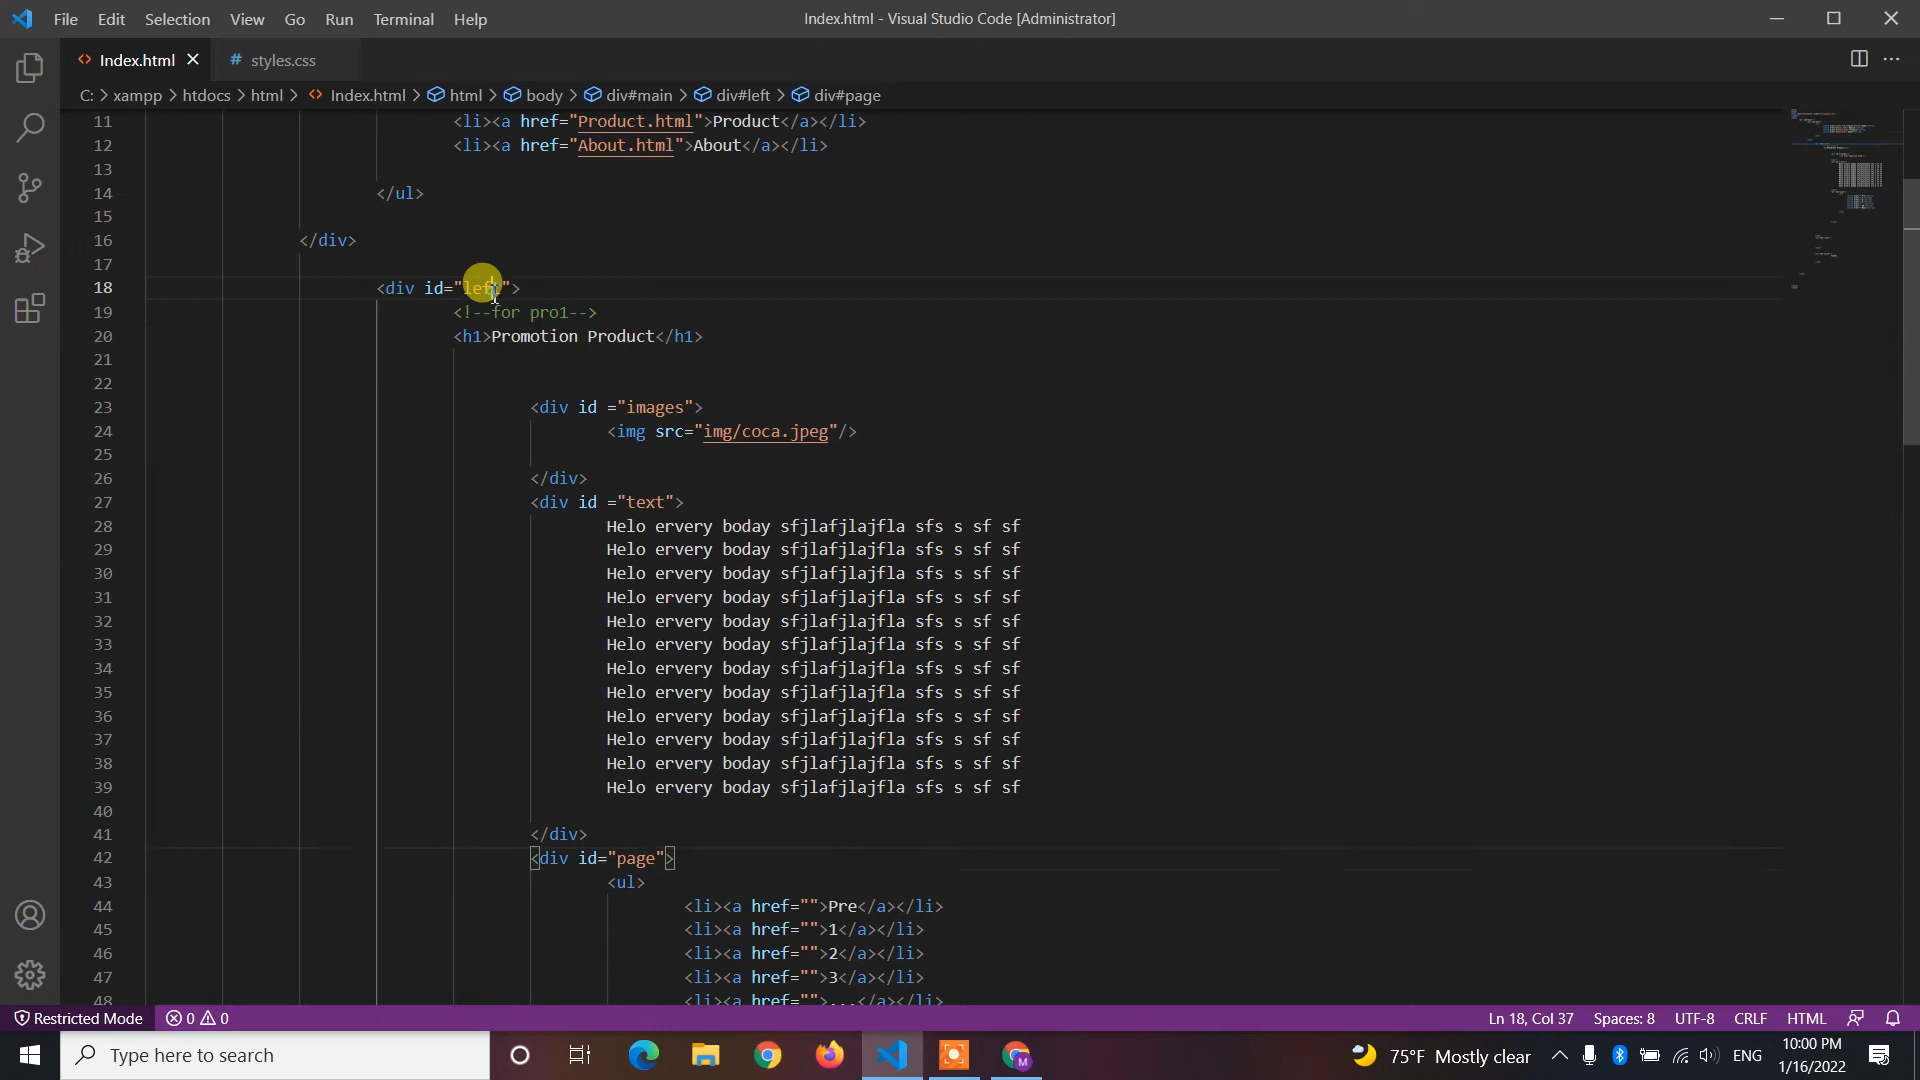 File Edit Selection View Go Run Terminal Help
Index.html - Visual Studio Code [Administrator]
Index.html
# styles.css
C: > xampp > htdocs > html > Index.html > html > body > div#main > div#left > div#page
11 <li><a href="Product.html">Product</a></li>
12 <li><a href="About.html">About</a></li>
13
14 </ul>
15
16 </div>
17
18 <div id="left">
19 <!--for pro1-->
20 <h1>Promotion Product</h1>
21
22
23 <div id ="images">
24 <img src="img/coca.jpeg"/>
25
26 </div>
27 <div id ="text">
28 Helo ervery boday sfjlafjlajfla sfs s sf sf
29 Helo ervery boday sfjlafjlajfla sfs s sf sf
30 Helo ervery boday sfjlafjlajfla sfs s sf sf
31 Helo ervery boday sfjlafjlajfla sfs s sf sf
32 Helo ervery boday sfjlafjlajfla sfs s sf sf
33 Helo ervery boday sfjlafjlajfla sfs s sf sf
34 Helo ervery boday sfjlafjlajfla sfs s sf sf
35 Helo ervery boday sfjlafjlajfla sfs s sf sf
36 Helo ervery boday sfjlafjlajfla sfs s sf sf
37 Helo ervery boday sfjlafjlajfla sfs s sf sf
38 Helo ervery boday sfjlafjlajfla sfs s sf sf
39 Helo ervery boday sfjlafjlajfla sfs s sf sf
40
41 </div>
42 <div id="page">
43 <ul>
44 <li><a href="">Pre</a></li>
45 <li><a href="">1</a></li>
46 <li><a href="">2</a></li>
47 <li><a href="">3</a></li>
48 <li><a href="">...</a></li>
Restricted Mode 0 0 Ln 18, Col 37 Spaces: 8 UTF-8 CRLF HTML
Type here to search
75°F Mostly clear
ENG
10:00 PM
1/16/2022